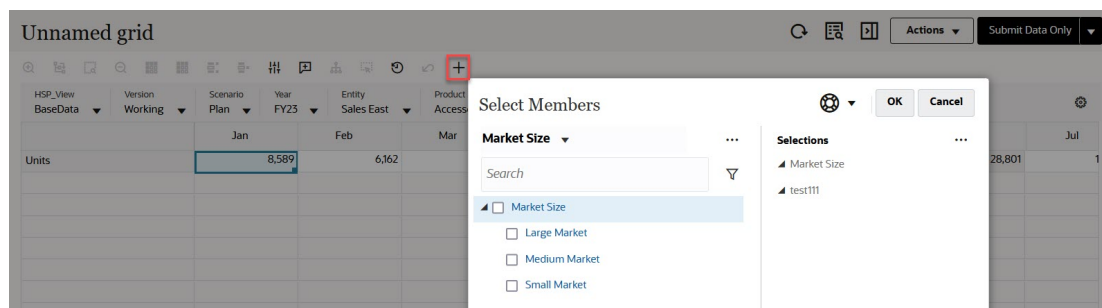 Unnamed grid
Actions
Submit Data Only
HSP_View Version Scenario Year Entity Product
BaseData Working Plan FY23 Sales East Access
Jan Feb Mar Jul
Units 8,589 6,162 28,801 1
Select Members
OK
Cancel
Market Size
...
Selections
...
Search
Market Size
test111
Market Size
Large Market
Medium Market
Small Market